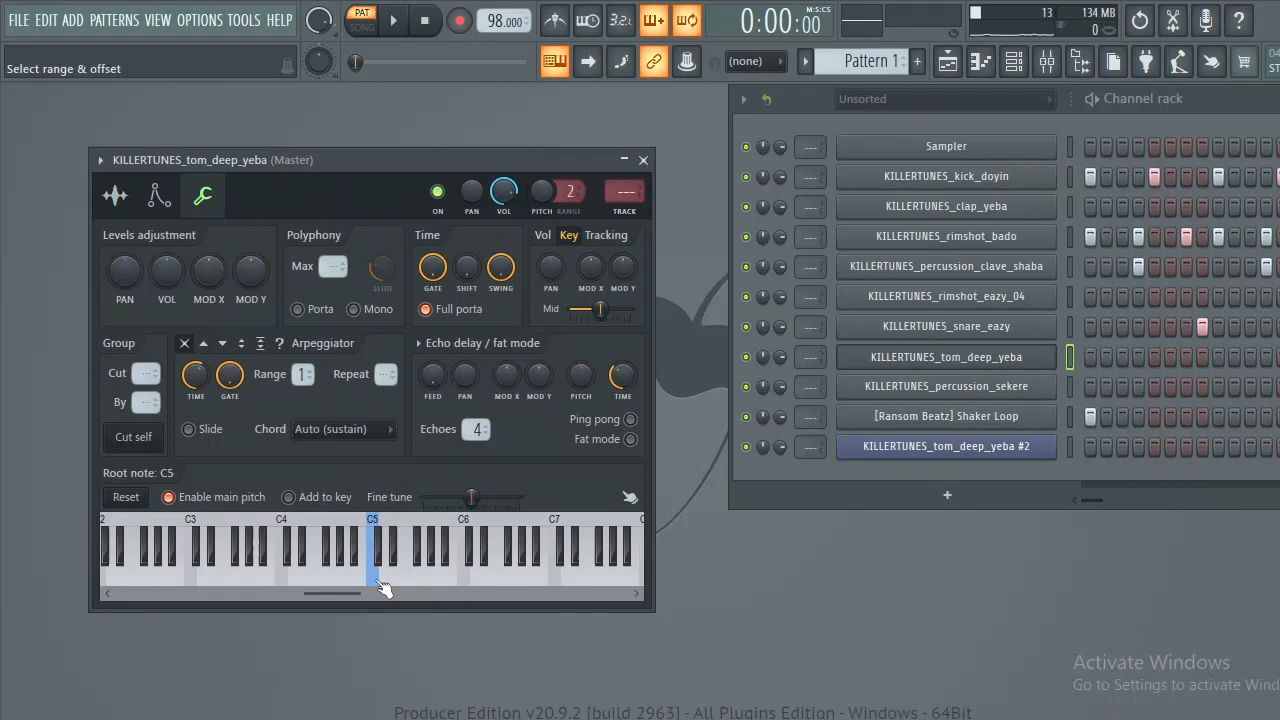 FILE EDIT ADD PATTERNS VIEW OPTIONS TOOLS HELP
PAT
SONG
98.000
3.2..
0:00:00
M:S:CS
13
134 MB
0
Select range & offset
(none)
Pattern 1
Unsorted
Channel rack
Sampler
KILLERTUNES_kick_doyin
KILLERTUNES_clap_yeba
KILLERTUNES_rimshot_bado
KILLERTUNES_percussion_clave_shaba
KILLERTUNES_rimshot_eazy_04
KILLERTUNES_snare_eazy
KILLERTUNES_tom_deep_yeba
KILLERTUNES_percussion_sekere
[Ransom Beatz] Shaker Loop
KILLERTUNES_tom_deep_yeba #2
KILLERTUNES_tom_deep_yeba (Master)
2
ON PAN VOL PITCH RANGE TRACK
Levels adjustment
PAN VOL MOD X MOD Y
Polyphony
Max
SLIDE
Porta Mono
Time
GATE SHIFT SWING
Full porta
Vol Key Tracking
PAN MOD X MOD Y
Mid
Group
Cut
By
Cut self
Arpeggiator
TIME GATE
Range 1 Repeat
Slide Chord Auto (sustain)
Echo delay / fat mode
FEED PAN MOD X MOD Y PITCH TIME
Echoes 4
Ping pong
Fat mode
Root note: C5
Reset Enable main pitch Add to key Fine tune
2 C3 C4 C5 C6 C7
Activate Windows
Go to Settings to activate Wind
Producer Edition v20.9.2 [build 2963] - All Plugins Edition - Windows - 64Bit